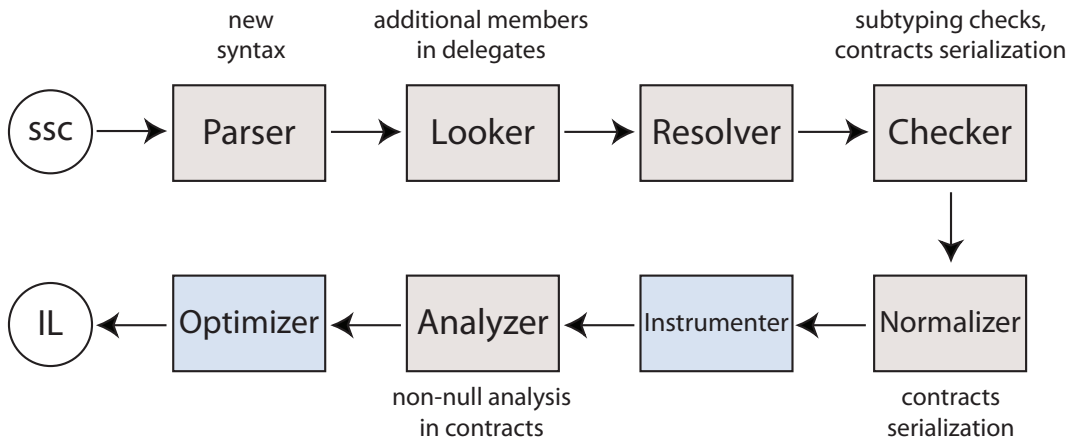 new
syntax
additional members
in delegates
subtyping checks,
contracts serialization
ssc
Parser
Looker
Resolver
Checker
IL
Optimizer
Analyzer
Instrumenter
Normalizer
non-null analysis
in contracts
contracts
serialization